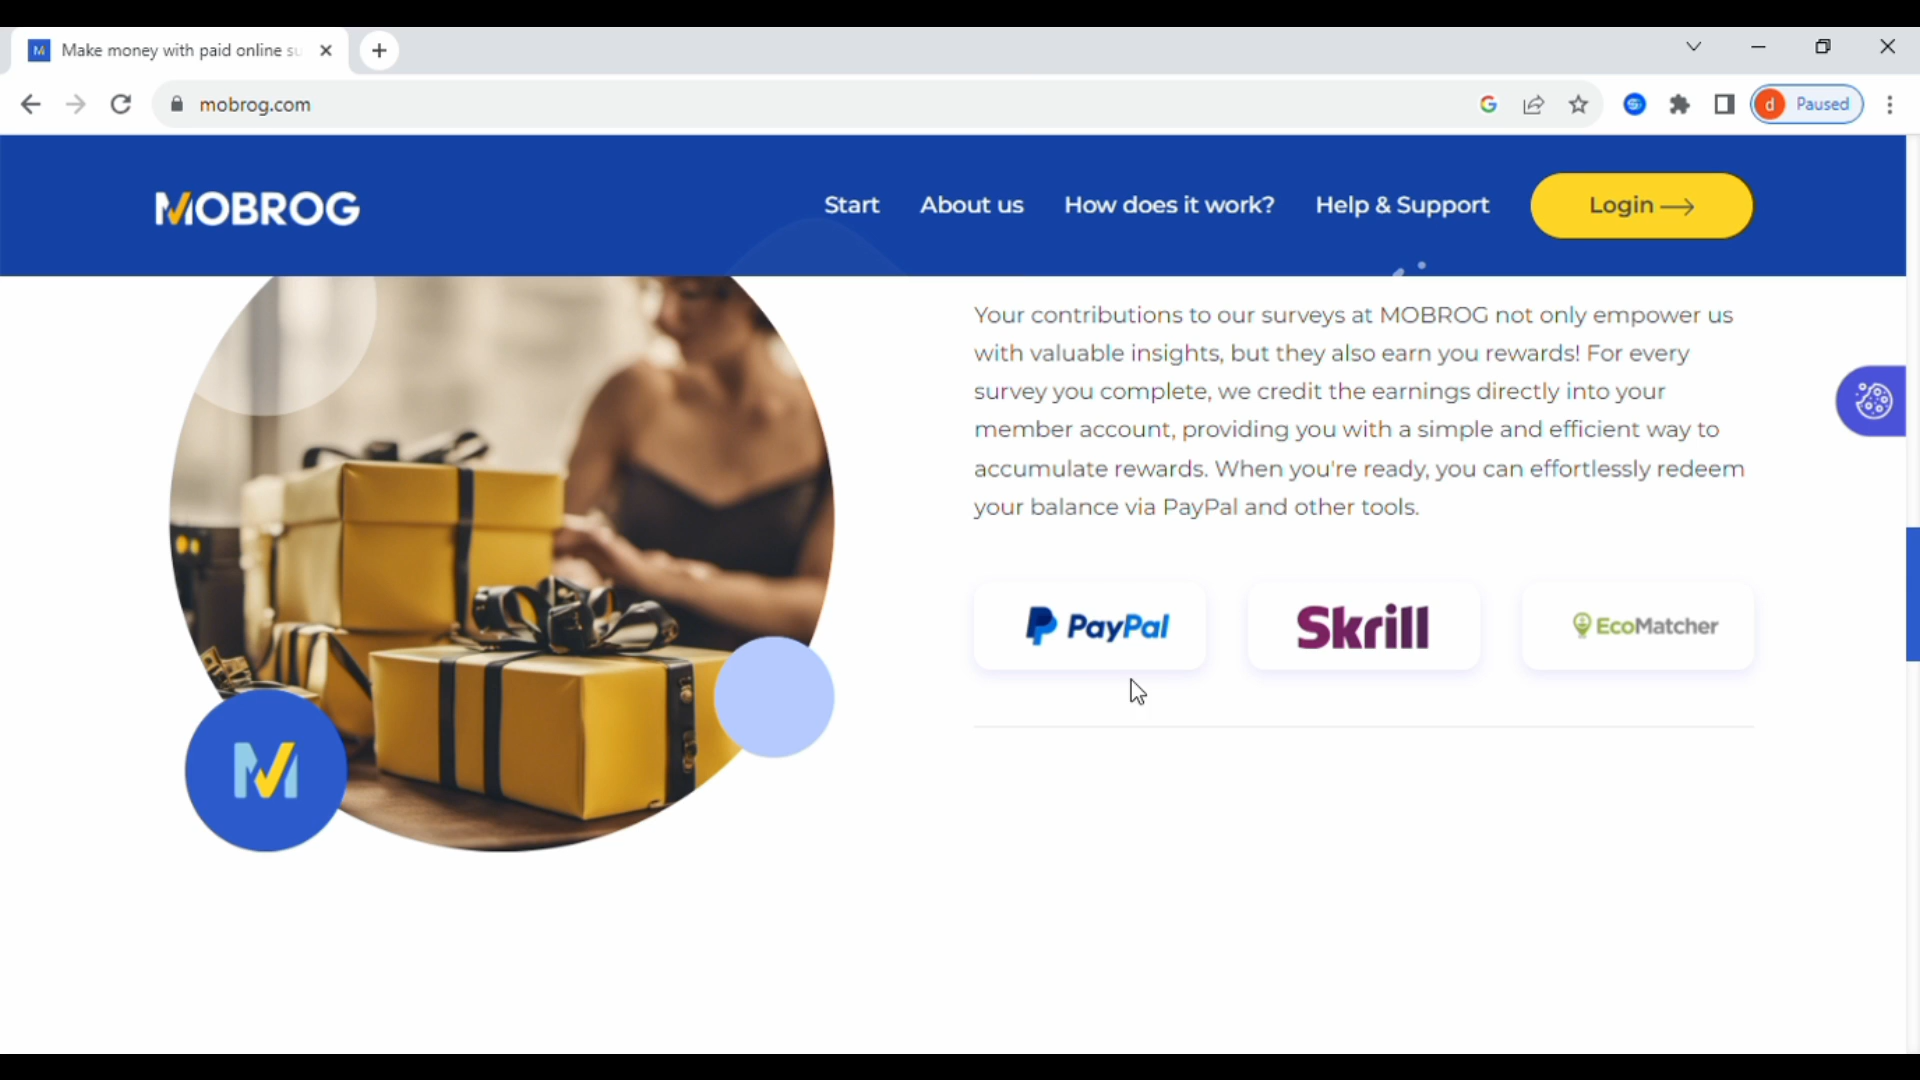 Make money with paid online su
mobrog.com
d Paused
MOBROG
Start
About us
How does it work?
Help & Support
Login
Your contributions to our surveys at MOBROG not only empower us
with valuable insights, but they also earn you rewards! For every
survey you complete, we credit the earnings directly into your
member account, providing you with a simple and efficient way to
accumulate rewards. When you're ready, you can effortlessly redeem
your balance via PayPal and other tools.
PayPal
Skrill
EcoMatcher
M